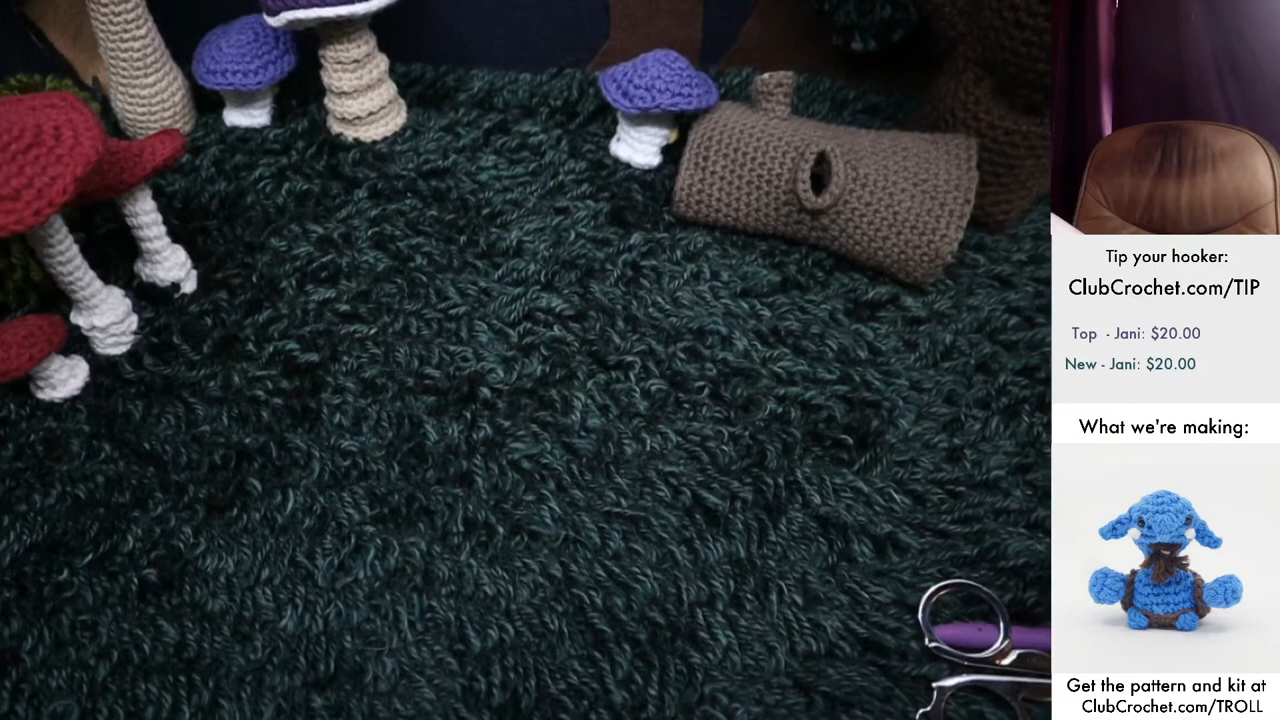 Tip your hooker:
ClubCrochet.com/TIP
Top - Jani: $20.00
New - Jani: $20.00
What we're making:
Get the pattern and kit at
ClubCrochet.com/TROLL